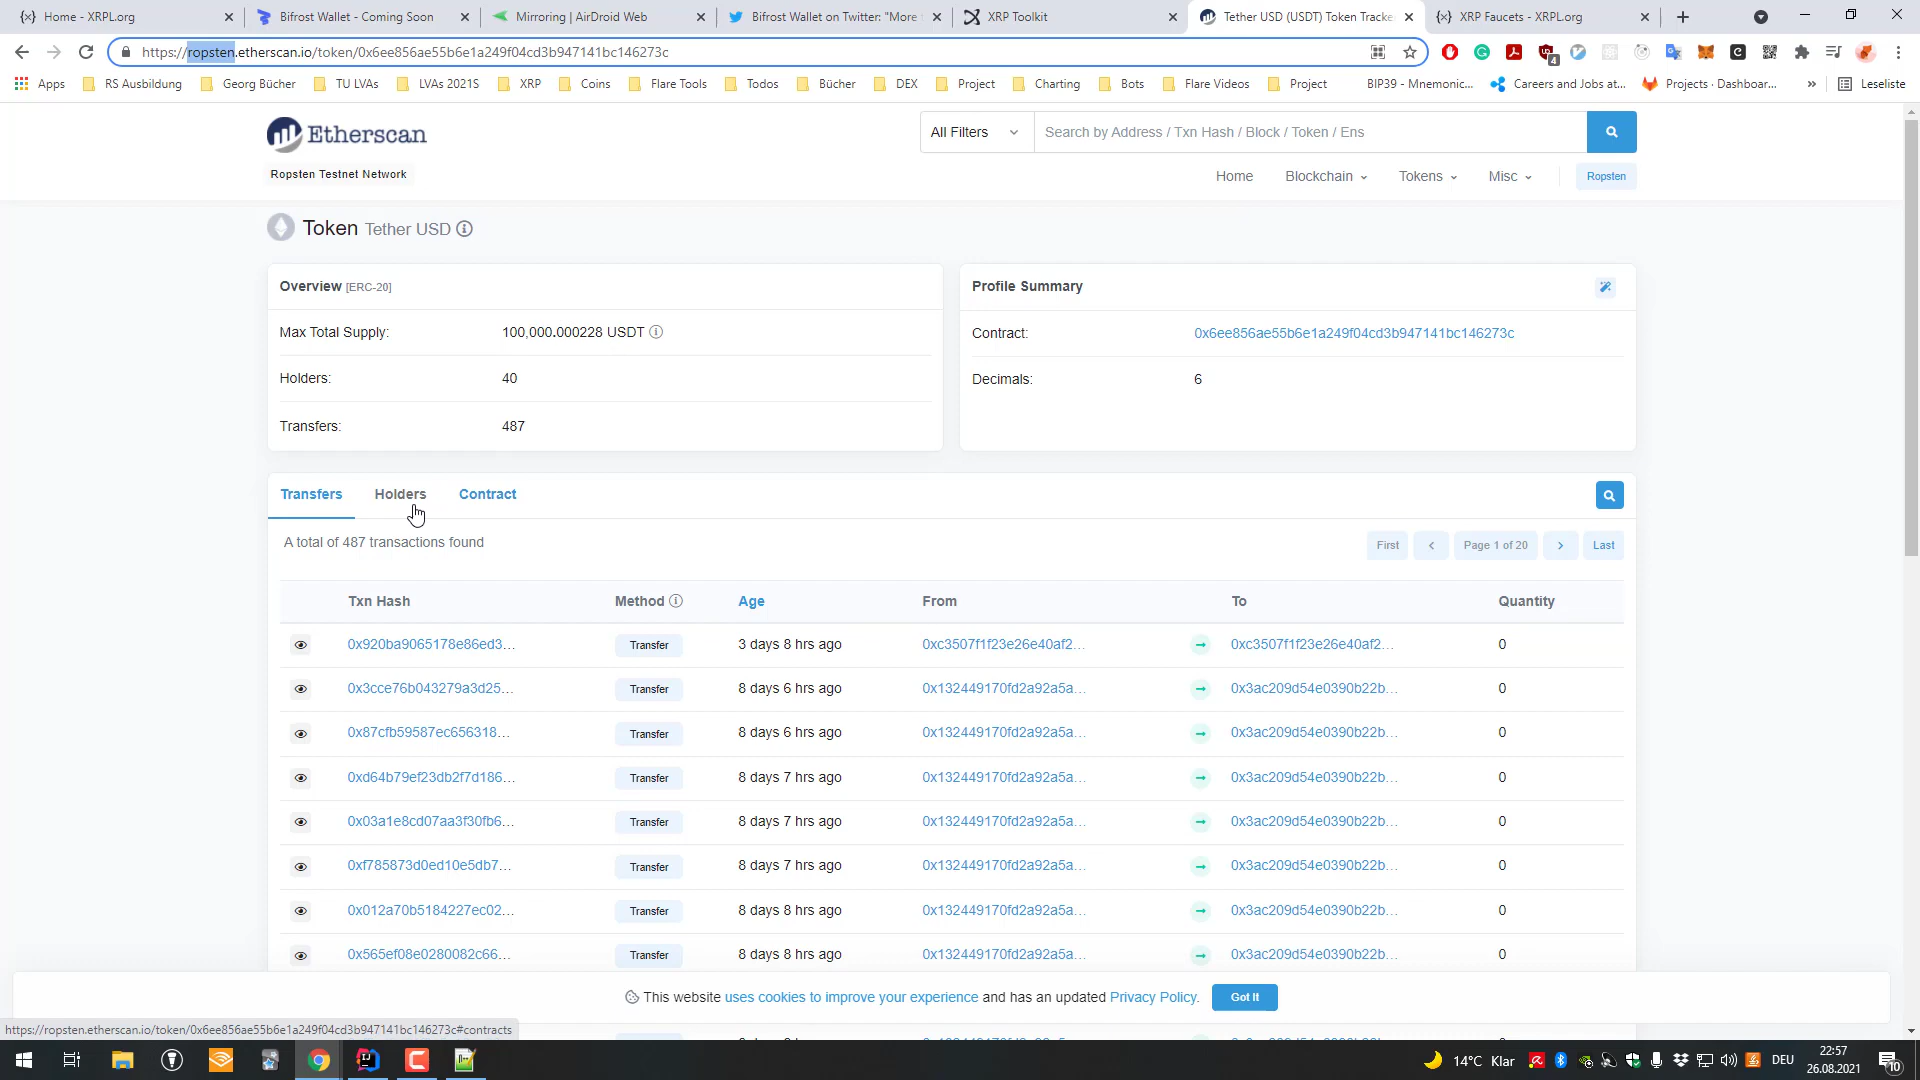 Home - XRPL.org
Bifrost Wallet - Coming Soon
Mirroring | AirDroid Web
Bifrost Wallet on Twitter: "More
XRP Toolkit
Tether USD (USDT) Token Tracke
XRP Faucets - XRPL.org
https://ropsten.etherscan.io/token/0x6ee856ae55b6e1a249f04cd3b947141bc146273c
4
Apps
RS Ausbildung
Georg Bücher
TU LVAs
LVAs 2021S
XRP
Coins
Flare Tools
Todos
Bücher
DEX
Project
Charting
Bots
Flare Videos
Project
BIP39 - Mnemonic...
Careers and Jobs at...
Projects · Dashboar...
»
Leseliste
Etherscan
Ropsten Testnet Network
All Filters
Search by Address / Txn Hash / Block / Token / Ens
Home
Blockchain
Tokens
Misc
Ropsten
Token Tether USD
Overview [ERC-20]
Max Total Supply: 100,000.000228 USDT
Holders: 40
Transfers: 487
Profile Summary
Contract: 0x6ee856ae55b6e1a249f04cd3b947141bc146273c
Decimals: 6
Transfers
Holders
Contract
A total of 487 transactions found
First
Page 1 of 20
Last
Txn Hash Method Age From To Quantity
0x920ba9065178e86ed3... Transfer 3 days 8 hrs ago 0xc3507f1f23e26e40af2... 0xc3507f1f23e26e40af2... 0
0x3cce76b043279a3d25... Transfer 8 days 6 hrs ago 0x132449170fd2a92a5a... 0x3ac209d54e0390b22b... 0
0x87cfb59587ec656318... Transfer 8 days 6 hrs ago 0x132449170fd2a92a5a... 0x3ac209d54e0390b22b... 0
0xd64b79ef23db2f7d186... Transfer 8 days 7 hrs ago 0x132449170fd2a92a5a... 0x3ac209d54e0390b22b... 0
0x03a1e8cd07aa3f30fb6... Transfer 8 days 7 hrs ago 0x132449170fd2a92a5a... 0x3ac209d54e0390b22b... 0
0xf785873d0ed10e5db7... Transfer 8 days 7 hrs ago 0x132449170fd2a92a5a... 0x3ac209d54e0390b22b... 0
0x012a70b5184227ec02... Transfer 8 days 8 hrs ago 0x132449170fd2a92a5a... 0x3ac209d54e0390b22b... 0
0x565ef08e0280082c66... Transfer 8 days 8 hrs ago 0x132449170fd2a92a5a... 0x3ac209d54e0390b22b... 0
This website uses cookies to improve your experience and has an updated Privacy Policy.
Got It
https://ropsten.etherscan.io/token/0x6ee856ae55b6e1a249f04cd3b947141bc146273c#contracts
14°C Klar
DEU
22:57
26.08.2021
10